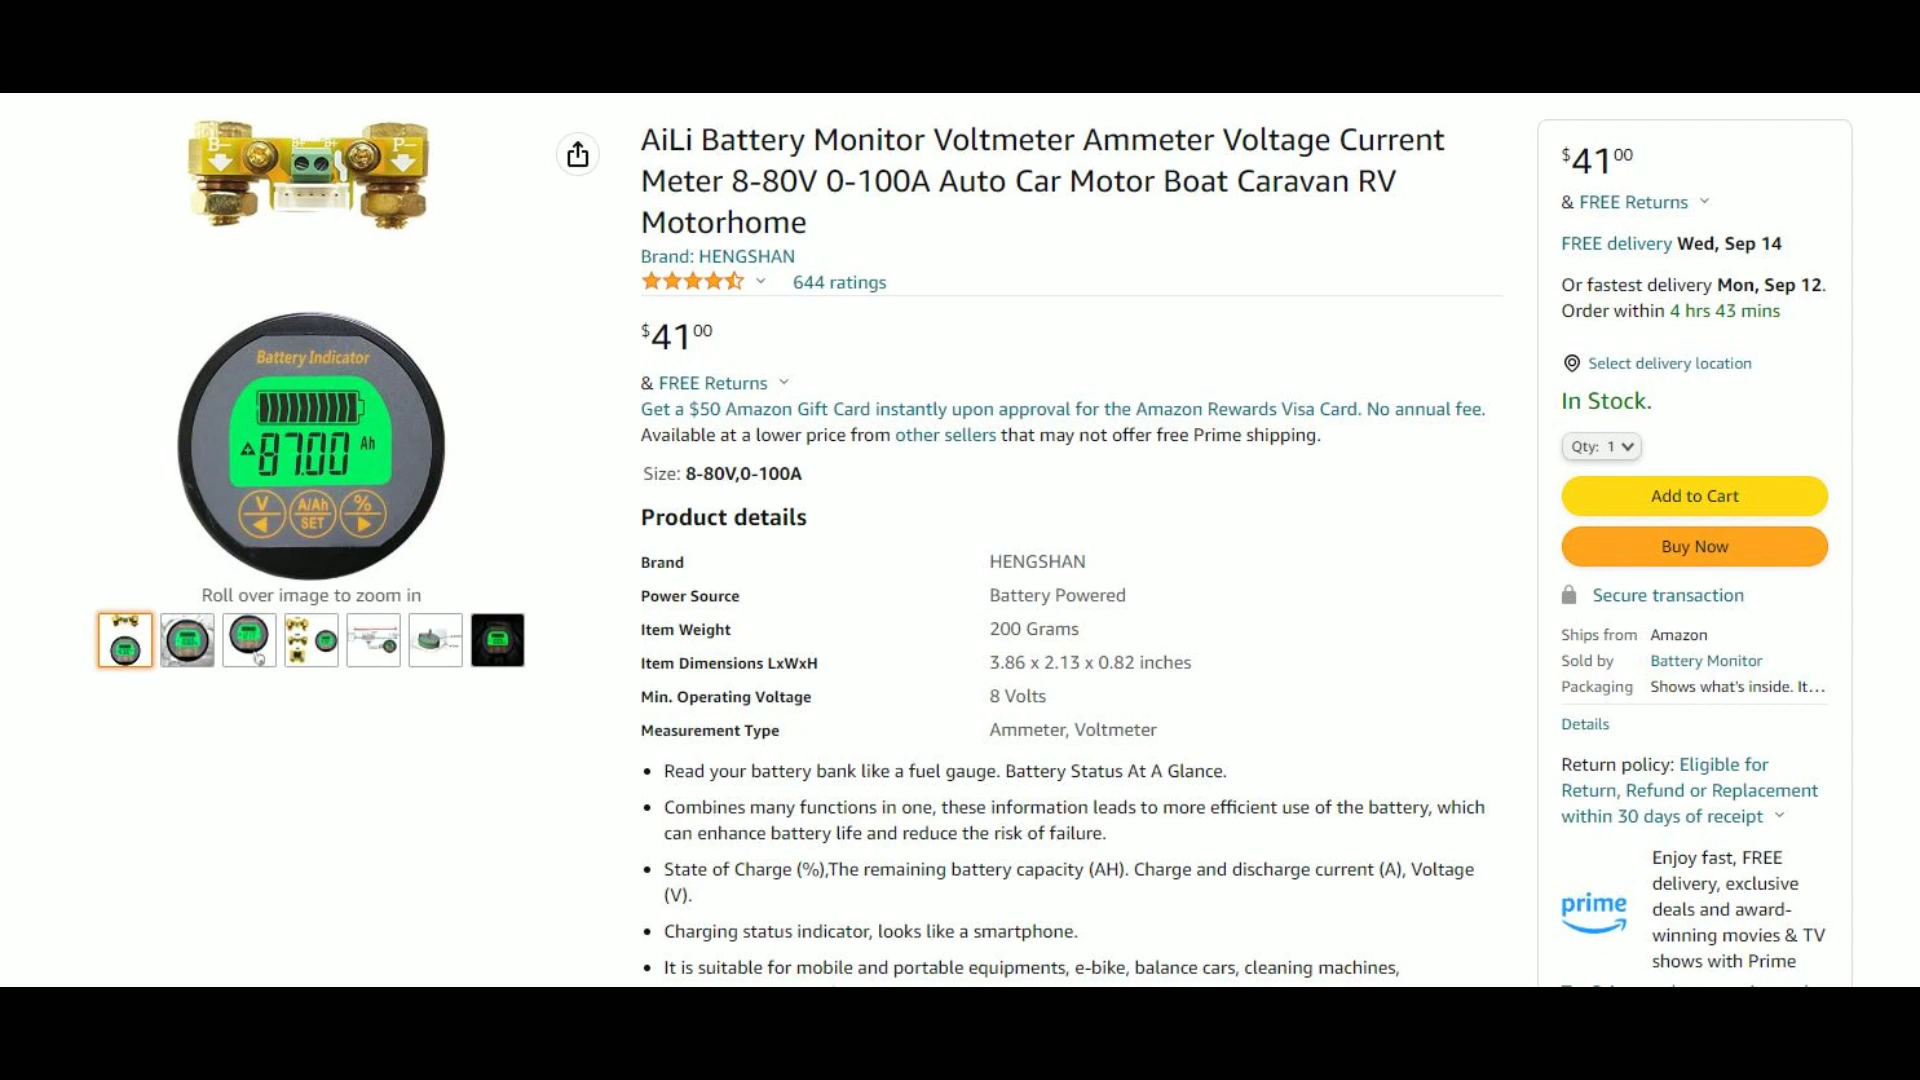 B-
B-
B+
P-
Battery Indicator
87.00 Ah
V
A/Ah
SET
%
Roll over image to zoom in
AiLi Battery Monitor Voltmeter Ammeter Voltage Current
Meter 8-80V 0-100A Auto Car Motor Boat Caravan RV
Motorhome
Brand: HENGSHAN
644 ratings
$41 00
& FREE Returns
Get a $50 Amazon Gift Card instantly upon approval for the Amazon Rewards Visa Card. No annual fee.
Available at a lower price from other sellers that may not offer free Prime shipping.
Size: 8-80V,0-100A
Product details
Brand HENGSHAN
Power Source Battery Powered
Item Weight 200 Grams
Item Dimensions LxWxH 3.86 x 2.13 x 0.82 inches
Min. Operating Voltage 8 Volts
Measurement Type Ammeter, Voltmeter
• Read your battery bank like a fuel gauge. Battery Status At A Glance.
• Combines many functions in one, these information leads to more efficient use of the battery, which
can enhance battery life and reduce the risk of failure.
• State of Charge (%),The remaining battery capacity (AH). Charge and discharge current (A), Voltage
(V).
• Charging status indicator, looks like a smartphone.
• It is suitable for mobile and portable equipments, e-bike, balance cars, cleaning machines,
$41 00
& FREE Returns
FREE delivery Wed, Sep 14
Or fastest delivery Mon, Sep 12.
Order within 4 hrs 43 mins
Select delivery location
In Stock.
Qty: 1
Add to Cart
Buy Now
Secure transaction
Ships from Amazon
Sold by Battery Monitor
Packaging Shows what's inside. It…
Details
Return policy: Eligible for
Return, Refund or Replacement
within 30 days of receipt
prime
Enjoy fast, FREE
delivery, exclusive
deals and award-
winning movies & TV
shows with Prime